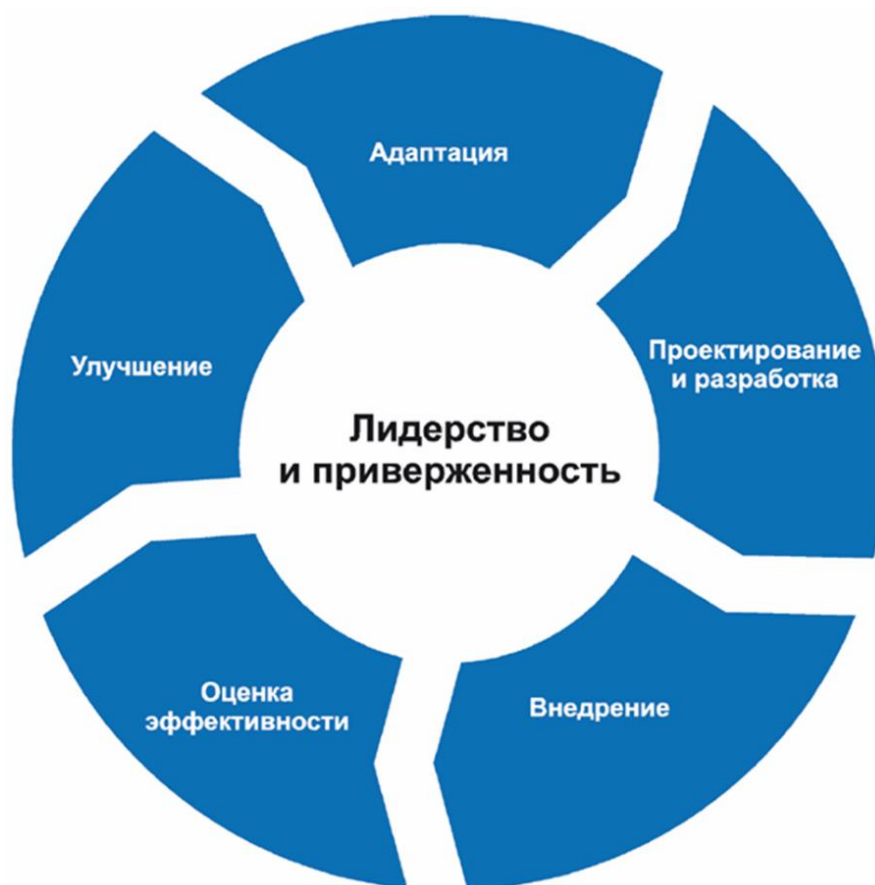 Адаптация
Проектирование
и разработка
Внедрение
Оценка
эффективности
Улучшение
Лидерство
и приверженность